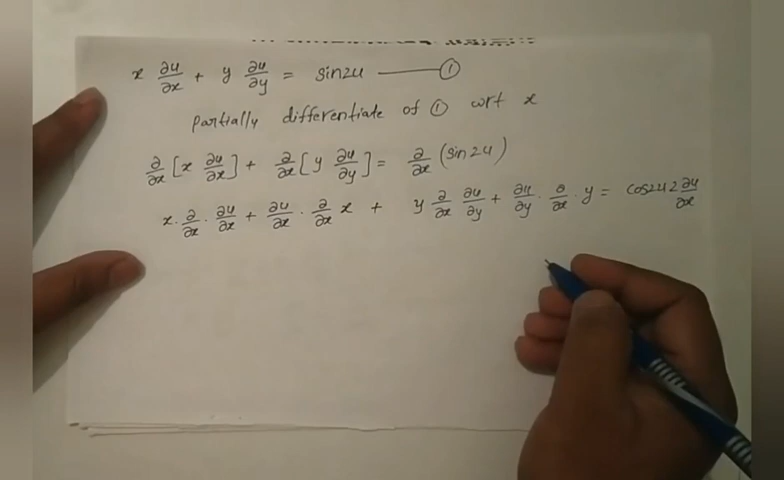 x ∂u/∂x + y ∂u/∂y = sin2u —— ①
partially differentiate of ① wrt x
∂/∂x [x ∂u/∂x] + ∂/∂x [y ∂u/∂y] = ∂/∂x (sin2u)
x · ∂/∂x · ∂u/∂x + ∂u/∂x · ∂/∂x x + y ∂/∂x ∂u/∂y + ∂u/∂y · ∂/∂x · y = cos2u 2 ∂u/∂x